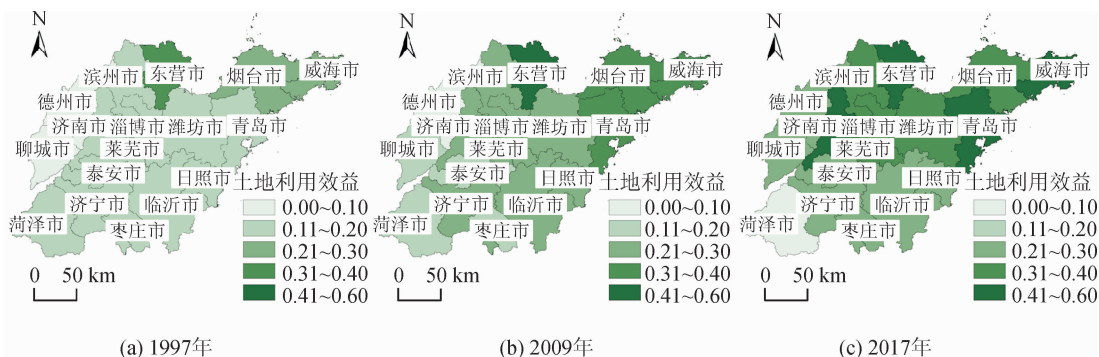 N
滨州市
东营市
烟台市
威海市
德州市
济南市
淄博市
潍坊市
青岛市
聊城市
莱芜市
泰安市
日照市
济宁市
临沂市
菏泽市
枣庄市
土地利用效益
0.00~0.10
0.11~0.20
0.21~0.30
0.31~0.40
0.41~0.60
0 50 km
(a) 1997年
N
滨州市
东营市
烟台市
威海市
德州市
济南市
淄博市
潍坊市
青岛市
聊城市
莱芜市
泰安市
日照市
济宁市
临沂市
菏泽市
枣庄市
土地利用效益
0.00~0.10
0.11~0.20
0.21~0.30
0.31~0.40
0.41~0.60
0 50 km
(b) 2009年
N
滨州市
东营市
烟台市
威海市
德州市
济南市
淄博市
潍坊市
青岛市
聊城市
莱芜市
泰安市
日照市
济宁市
临沂市
菏泽市
枣庄市
土地利用效益
0.00~0.10
0.11~0.20
0.21~0.30
0.31~0.40
0.41~0.60
0 50 km
(c) 2017年